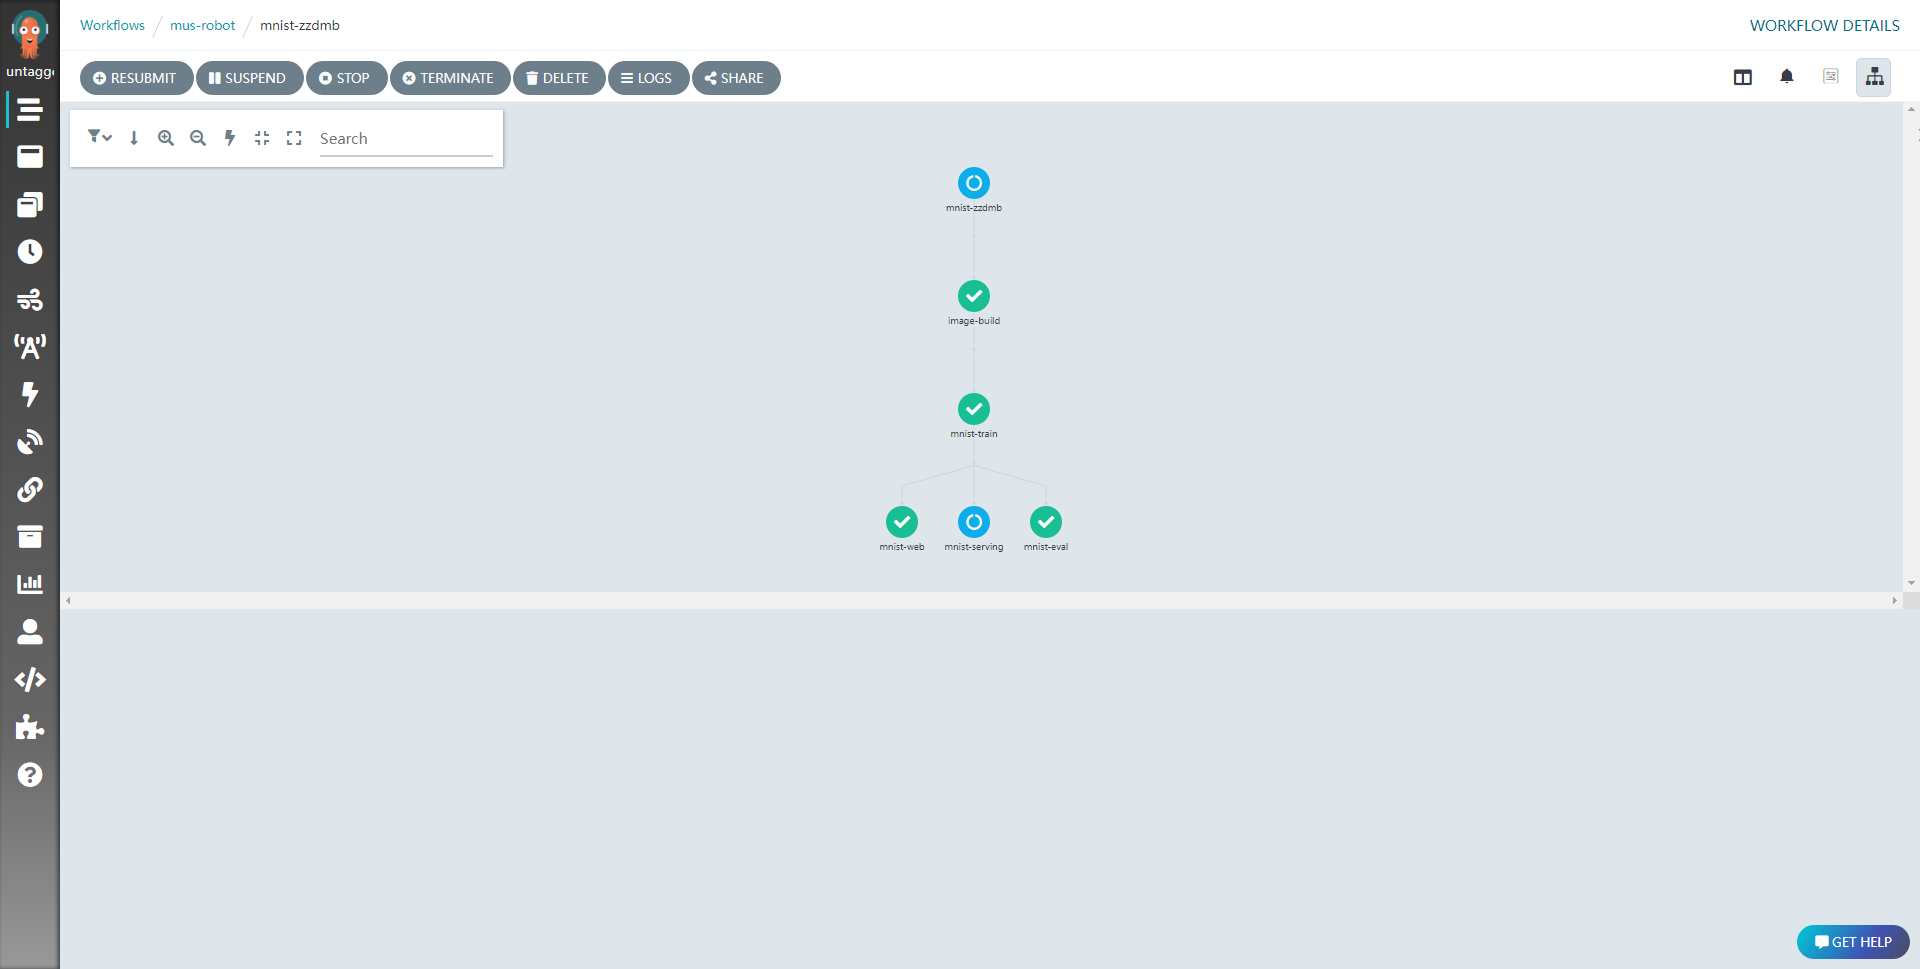 Workflows / mus-robot / mnist-zzdmb
WORKFLOW DETAILS
untagge
RESUBMIT SUSPEND STOP TERMINATE DELETE LOGS SHARE
Search
mnist-zzdmb
image-build
mnist-train
mnist-web mnist-serving mnist-eval
GET HELP